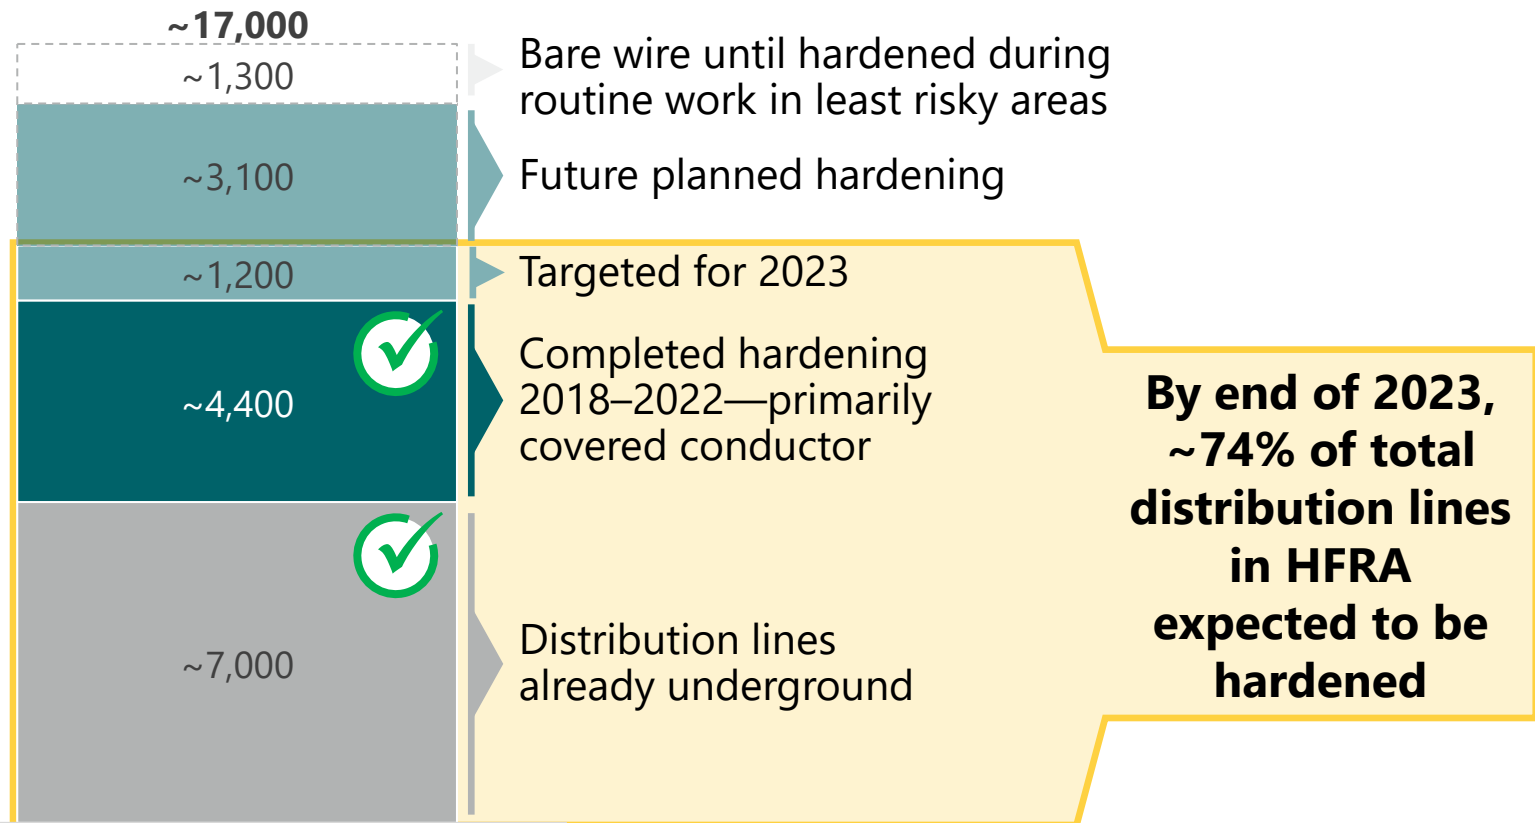 ~17,000
~1,300
Bare wire until hardened during
routine work in least risky areas
~3,100
Future planned hardening
~1,200
Targeted for 2023
~4,400
Completed hardening
2018–2022—primarily
covered conductor
~7,000
Distribution lines
already underground
By end of 2023,
~74% of total
distribution lines
in HFRA
expected to be
hardened